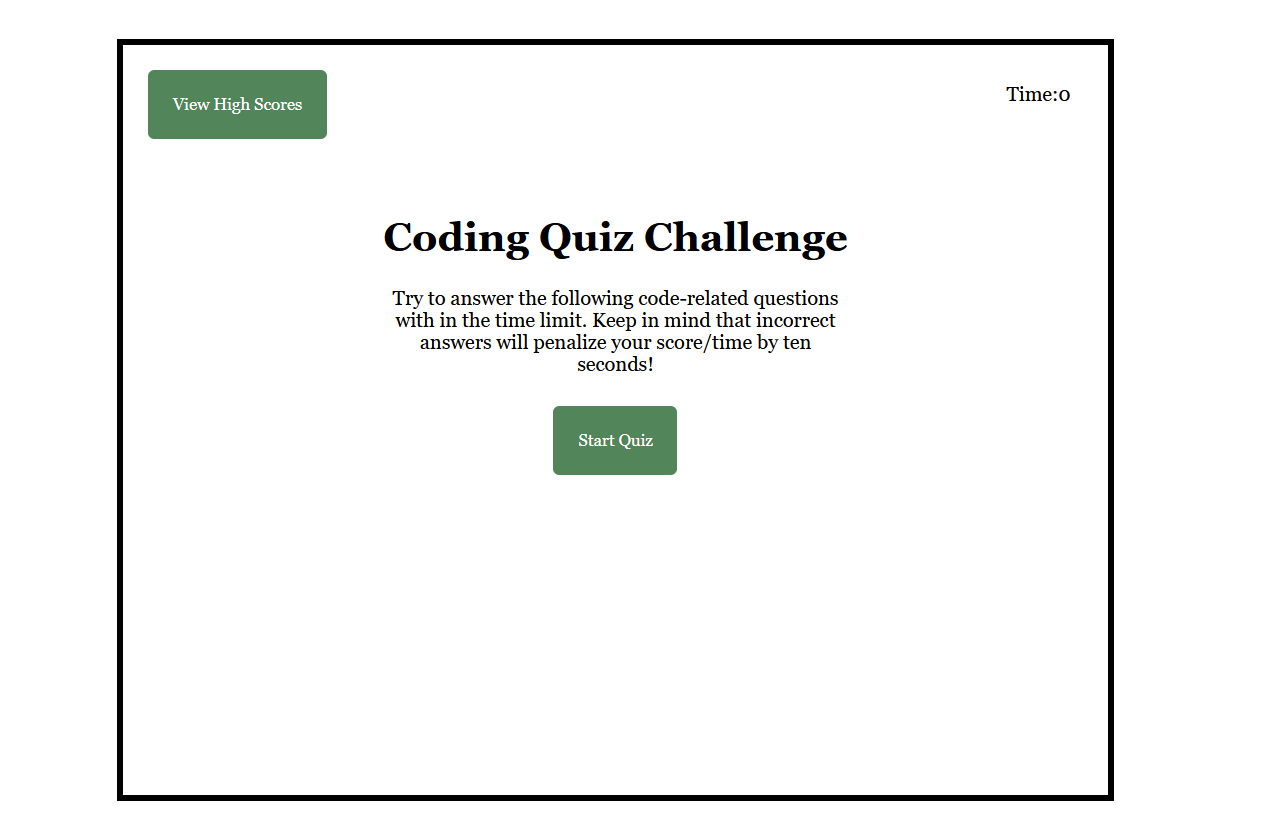 View High Scores
Time:0
Coding Quiz Challenge
Try to answer the following code-related questions
with in the time limit. Keep in mind that incorrect
answers will penalize your score/time by ten
seconds!
Start Quiz